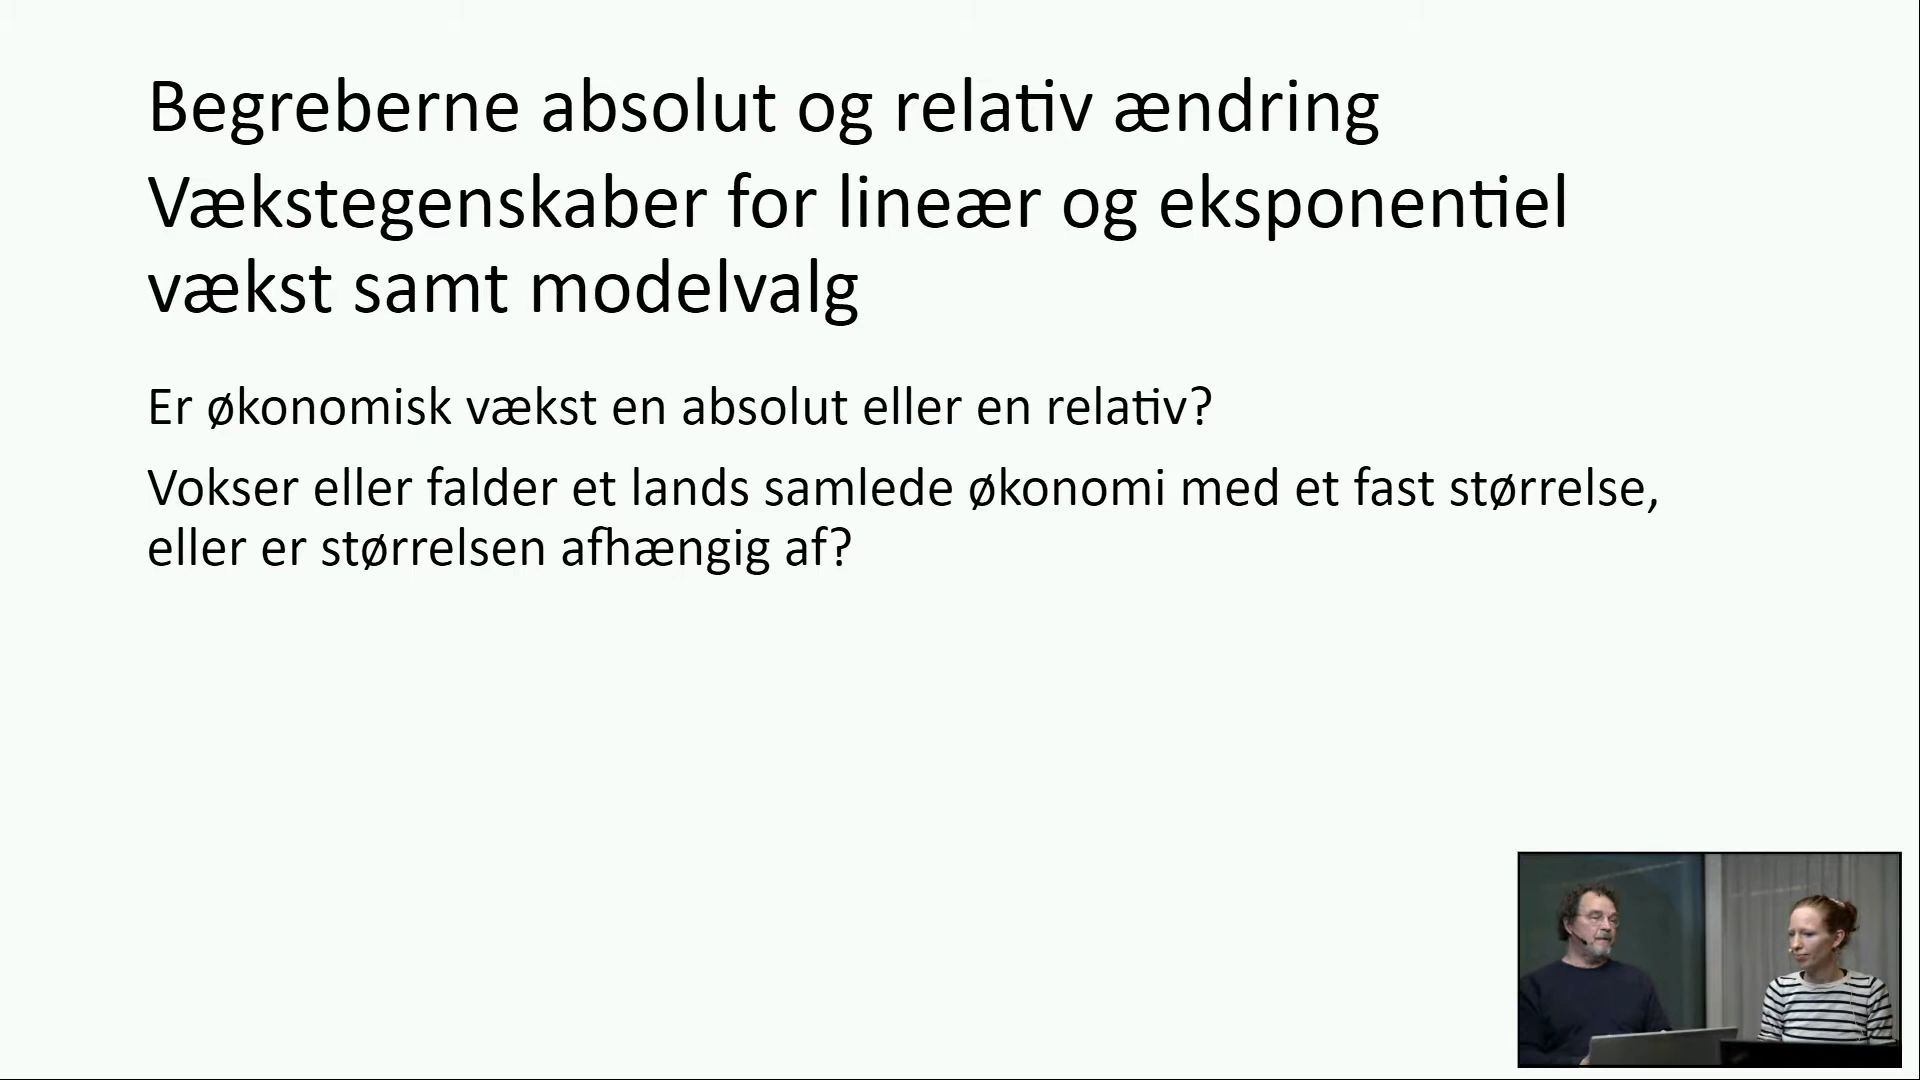 Begreberne absolut og relativ ændring
Vækstegenskaber for lineær og eksponentiel
vækst samt modelvalg
Er økonomisk vækst en absolut eller en relativ?
Vokser eller falder et lands samlede økonomi med et fast størrelse,
eller er størrelsen afhængig af?